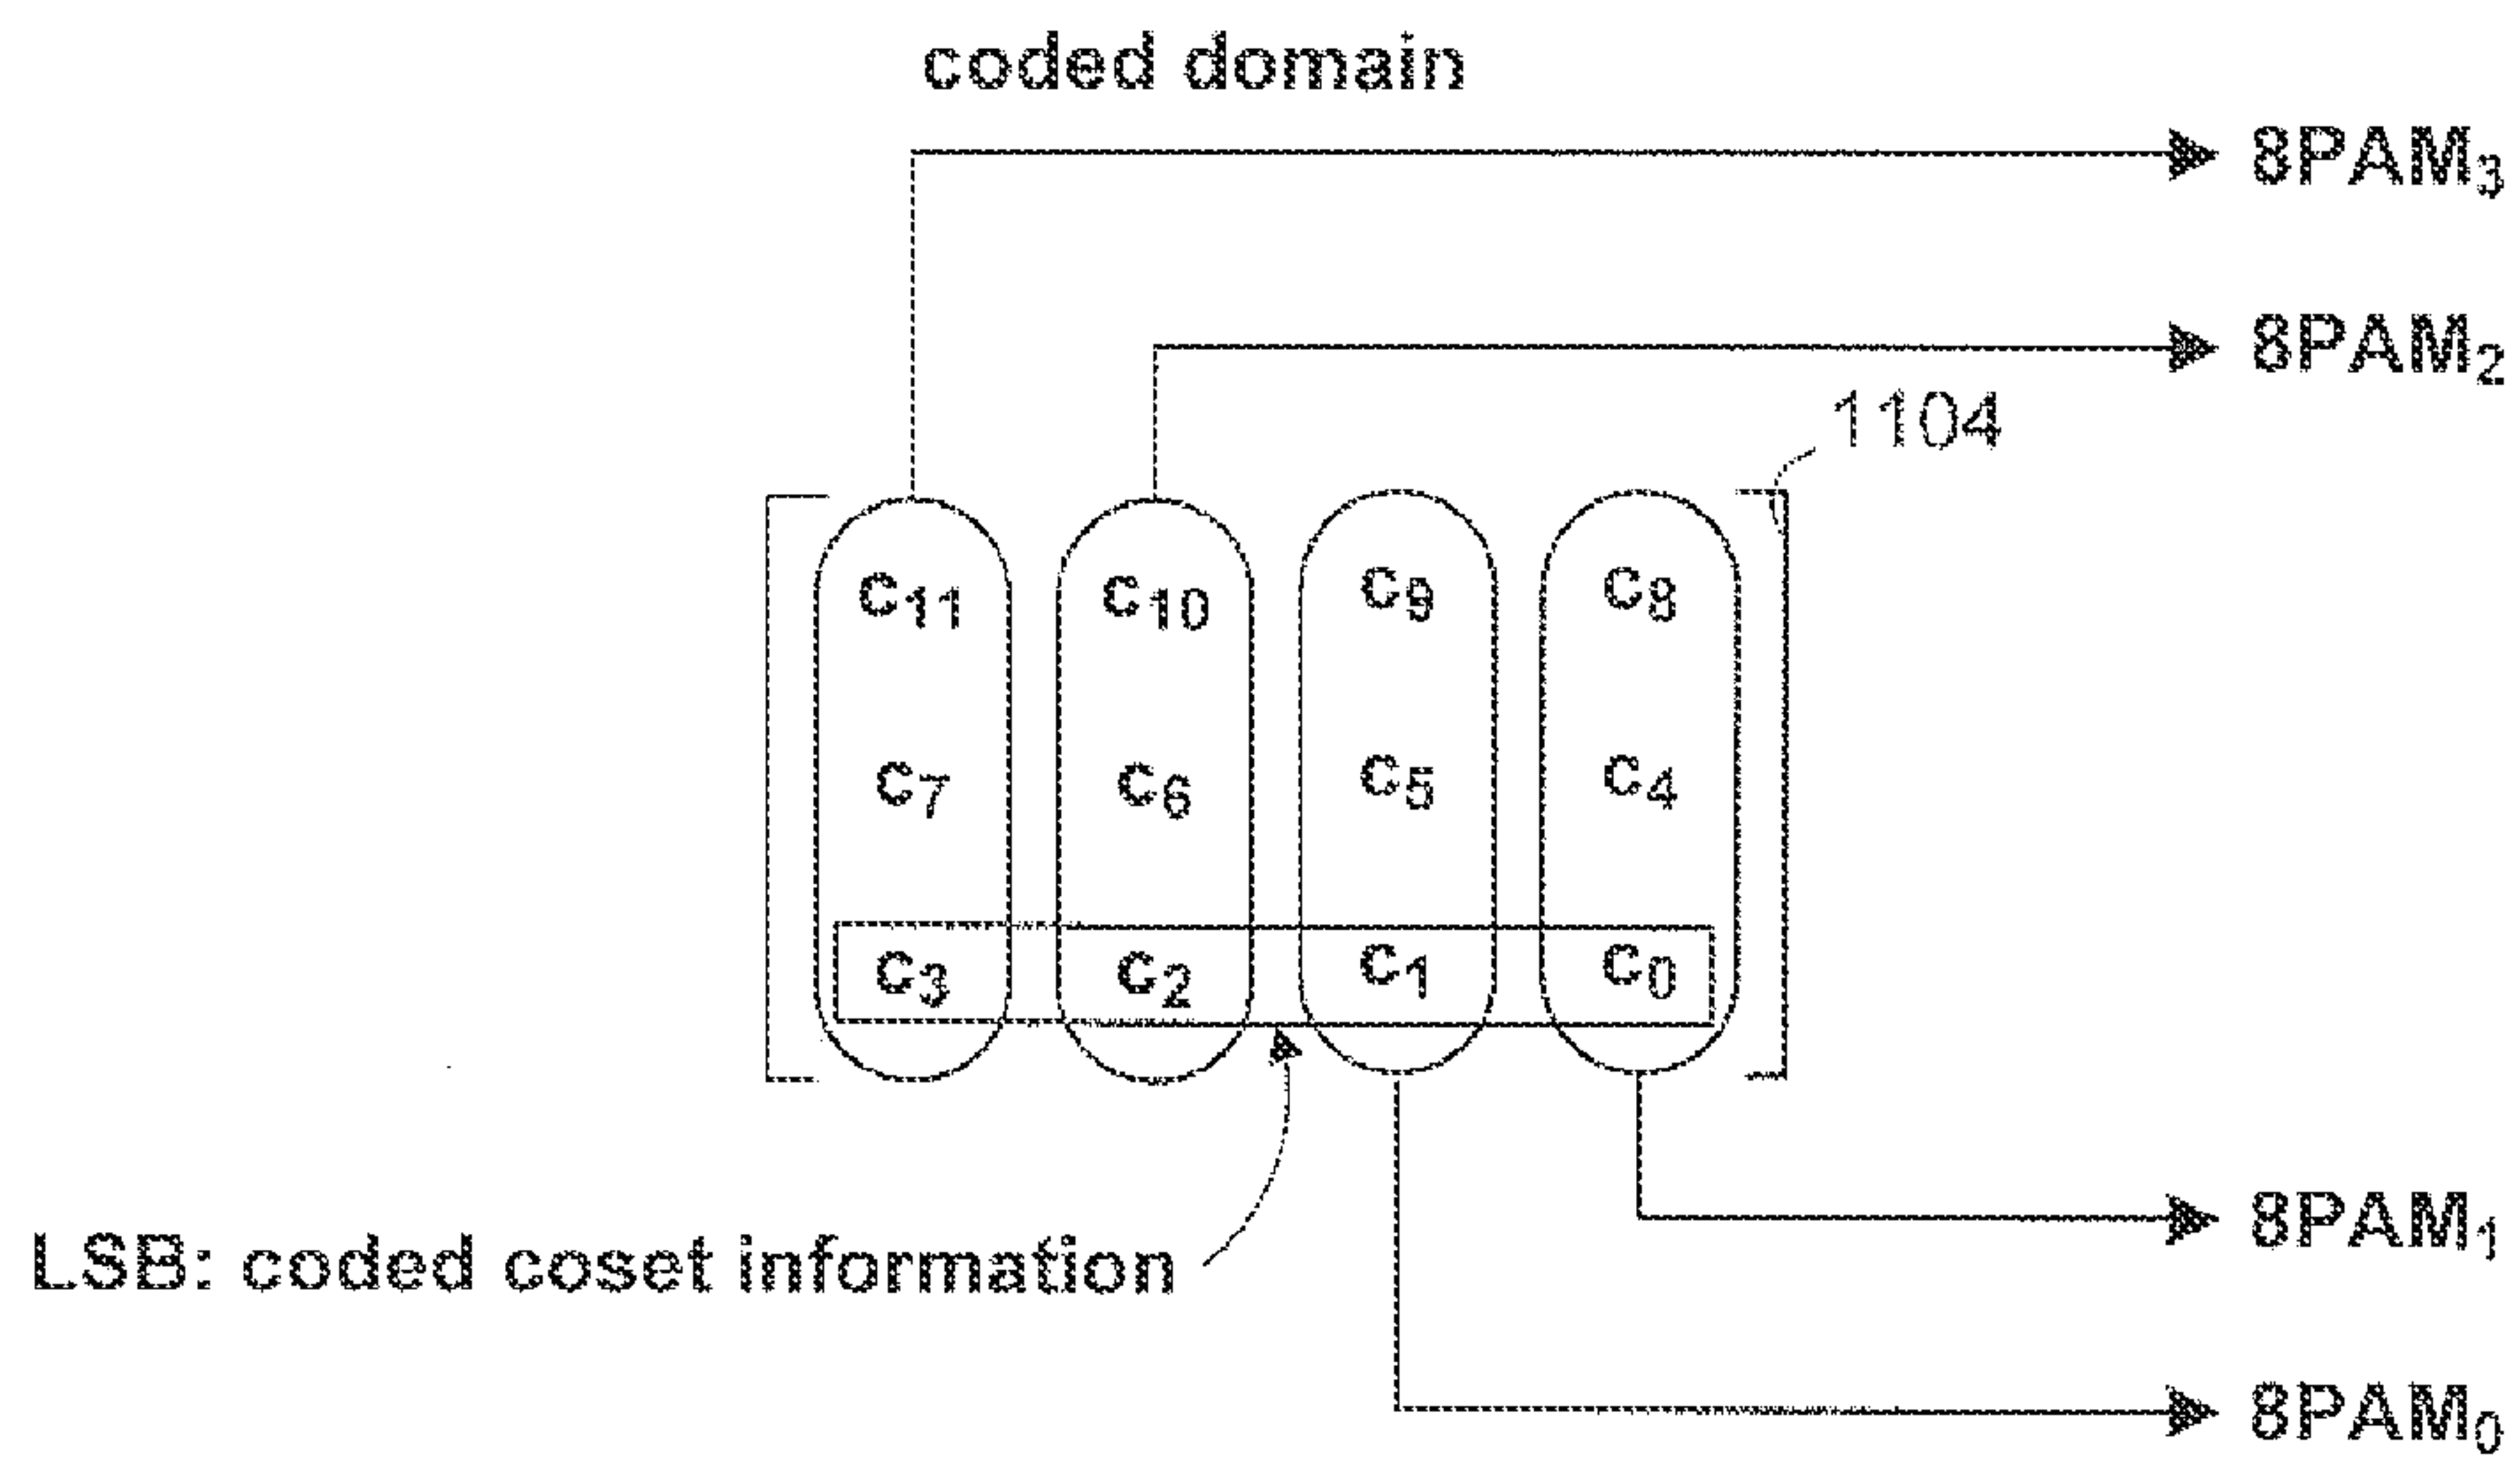 coded domain
8PAM₃
8PAM₂
1104
c₁₁ c₁₀ c₉ c₈
c₇ c₆ c₅ c₄
c₃ c₂ c₁ c₀
LSB: coded coset information
8PAM₁
8PAM₀